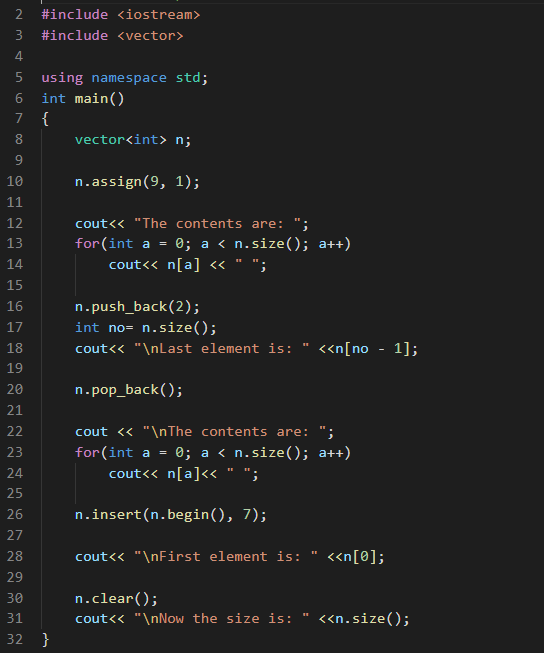 2 #include <iostream>
3 #include <vector>
4
5 using namespace std;
6 int main()
7 {
8     vector<int> n;
9
10     n.assign(9, 1);
11
12     cout<< "The contents are: ";
13     for(int a = 0; a < n.size(); a++)
14         cout<< n[a] << " ";
15
16     n.push_back(2);
17     int no= n.size();
18     cout<< "\nLast element is: " <<n[no - 1];
19
20     n.pop_back();
21
22     cout << "\nThe contents are: ";
23     for(int a = 0; a < n.size(); a++)
24         cout<< n[a]<< " ";
25
26     n.insert(n.begin(), 7);
27
28     cout<< "\nFirst element is: " <<n[0];
29
30     n.clear();
31     cout<< "\nNow the size is: " <<n.size();
32 }